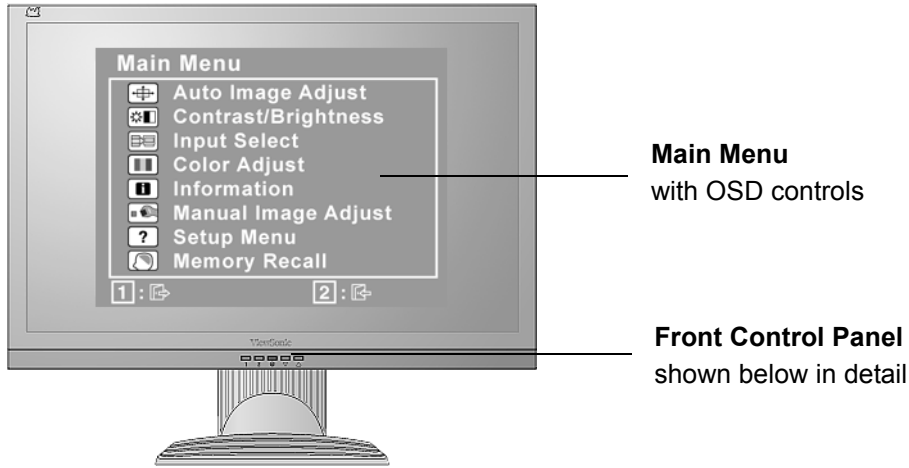 Main Menu
Auto Image Adjust
Contrast/Brightness
Input Select
Color Adjust
Information
Manual Image Adjust
? Setup Menu
Memory Recall
1 : 2 :
Main Menu
with OSD controls
ViewSonic
Front Control Panel
shown below in detail